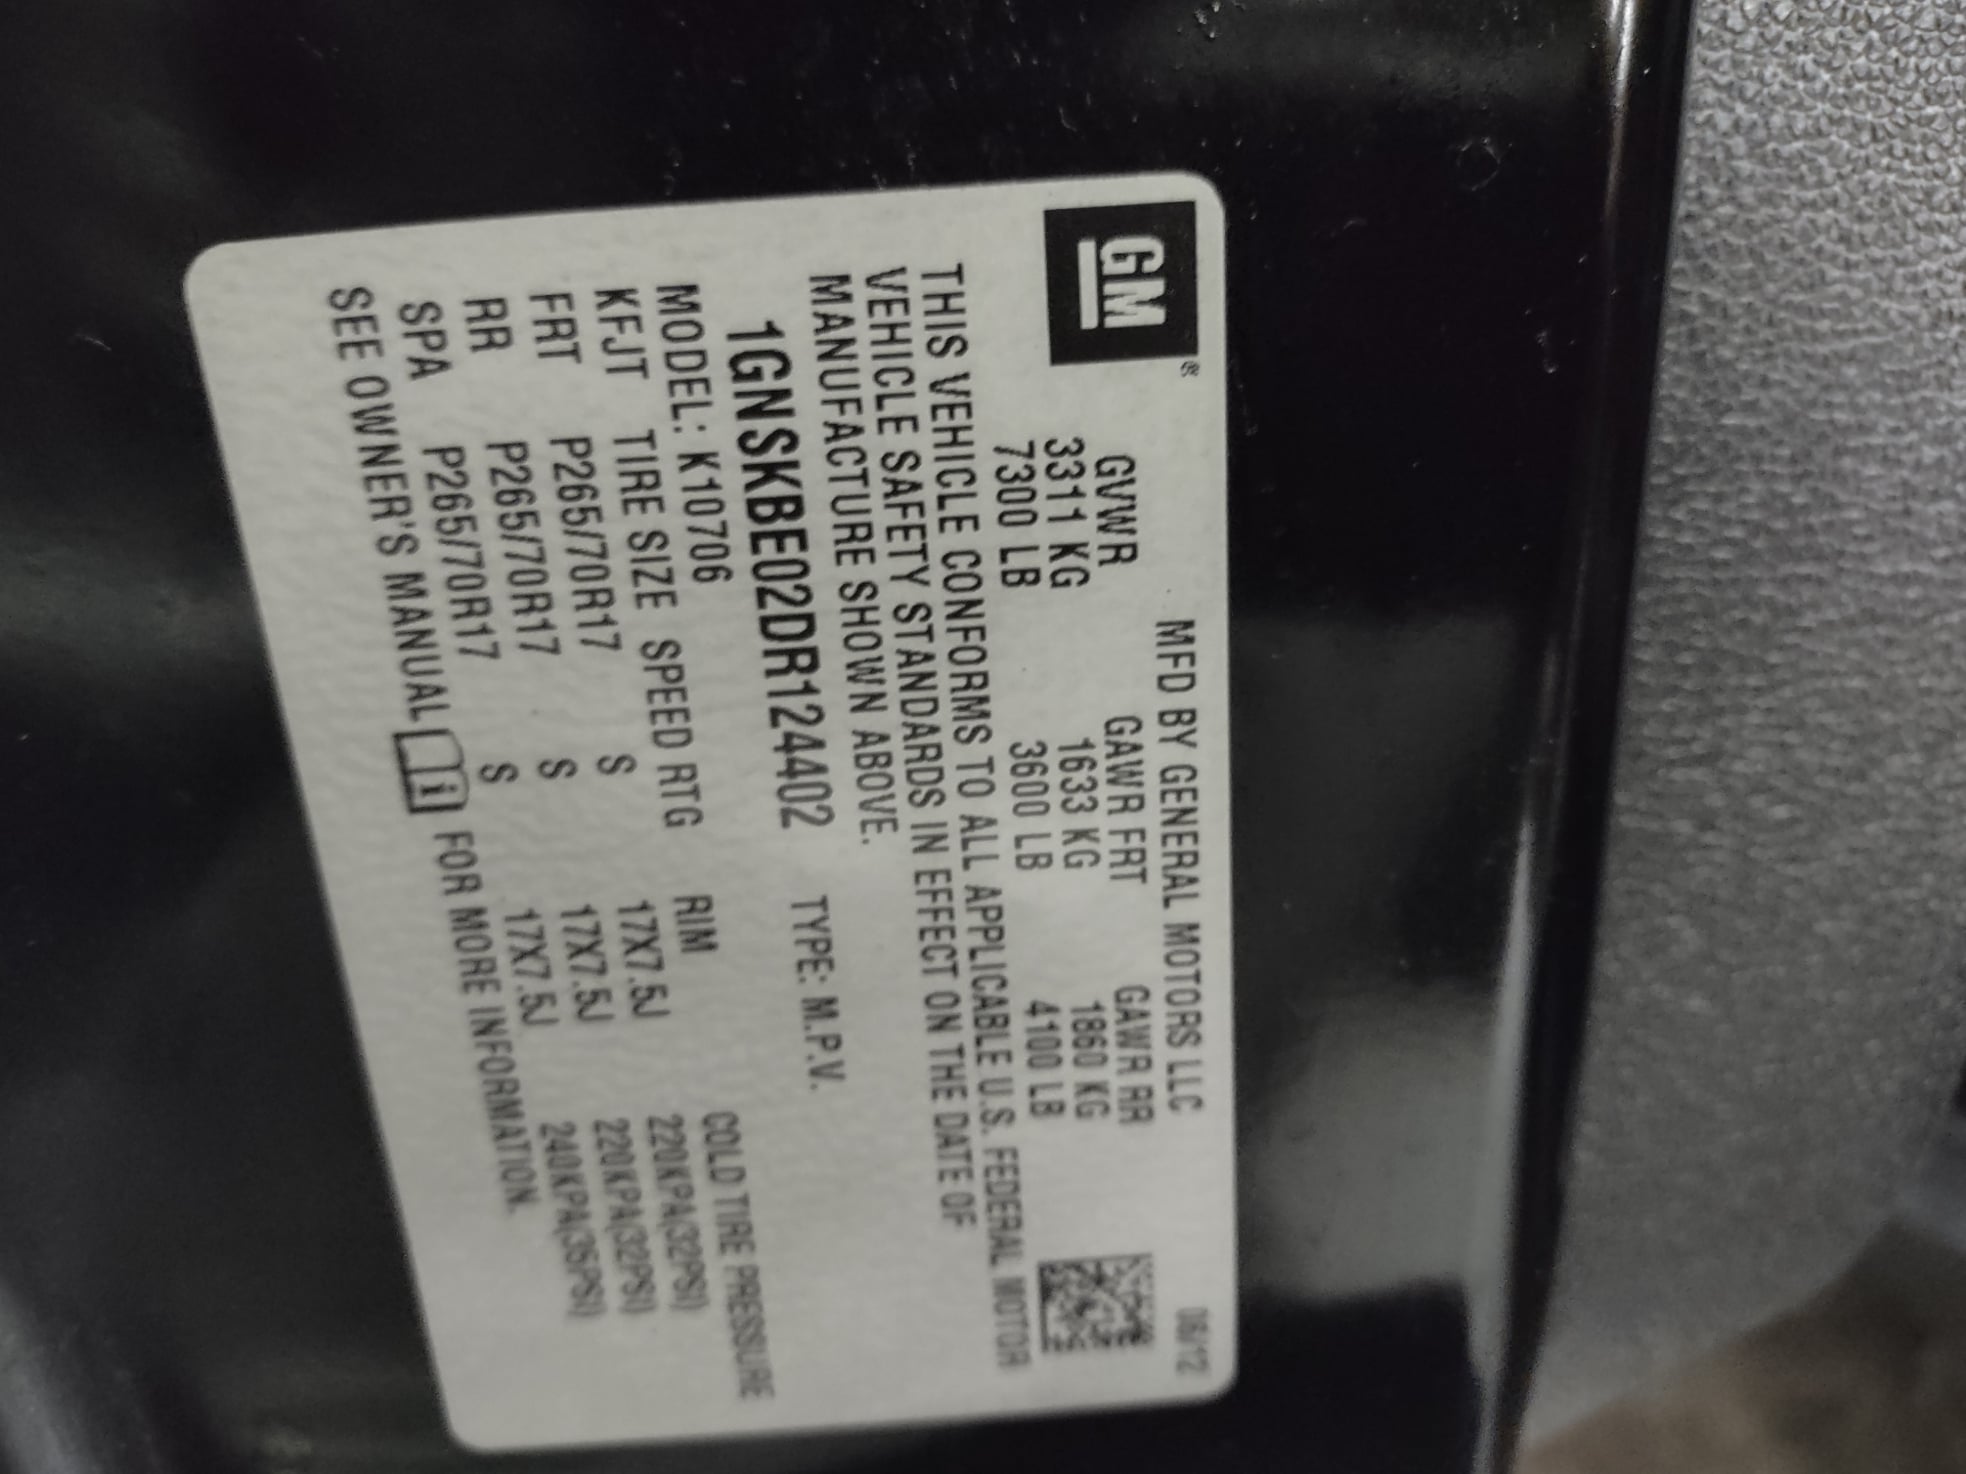 GM®
MFD BY GENERAL MOTORS LLC 08/12
GVWR GAWR FRT GAWR RR
3311 KG 1633 KG 1860 KG
7300 LB 3600 LB 4100 LB
THIS VEHICLE CONFORMS TO ALL APPLICABLE U.S. FEDERAL MOTOR
VEHICLE SAFETY STANDARDS IN EFFECT ON THE DATE OF
MANUFACTURE SHOWN ABOVE.
1GNSKBE02DR124402 TYPE: M.P.V.
MODEL: K10706
KFJT TIRE SIZE SPEED RTG RIM COLD TIRE PRESSURE
FRT P265/70R17 S 17X7.5J 220KPA(32PSI)
RR P265/70R17 S 17X7.5J 220KPA(32PSI)
SPA P265/70R17 S 17X7.5J 240KPA(35PSI)
SEE OWNER'S MANUAL i FOR MORE INFORMATION.